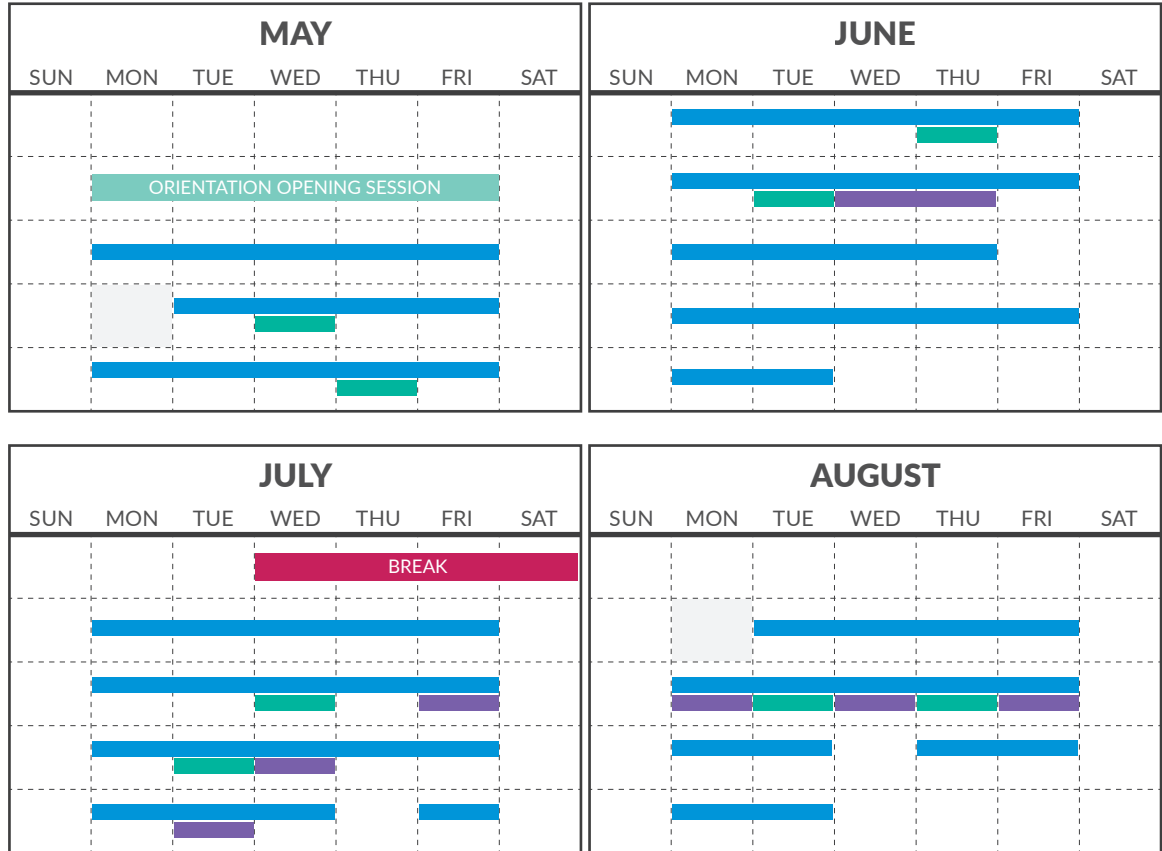 MAY
SUN MON TUE WED THU FRI SAT
ORIENTATION OPENING SESSION
JUNE
SUN MON TUE WED THU FRI SAT
JULY
SUN MON TUE WED THU FRI SAT
BREAK
AUGUST
SUN MON TUE WED THU FRI SAT